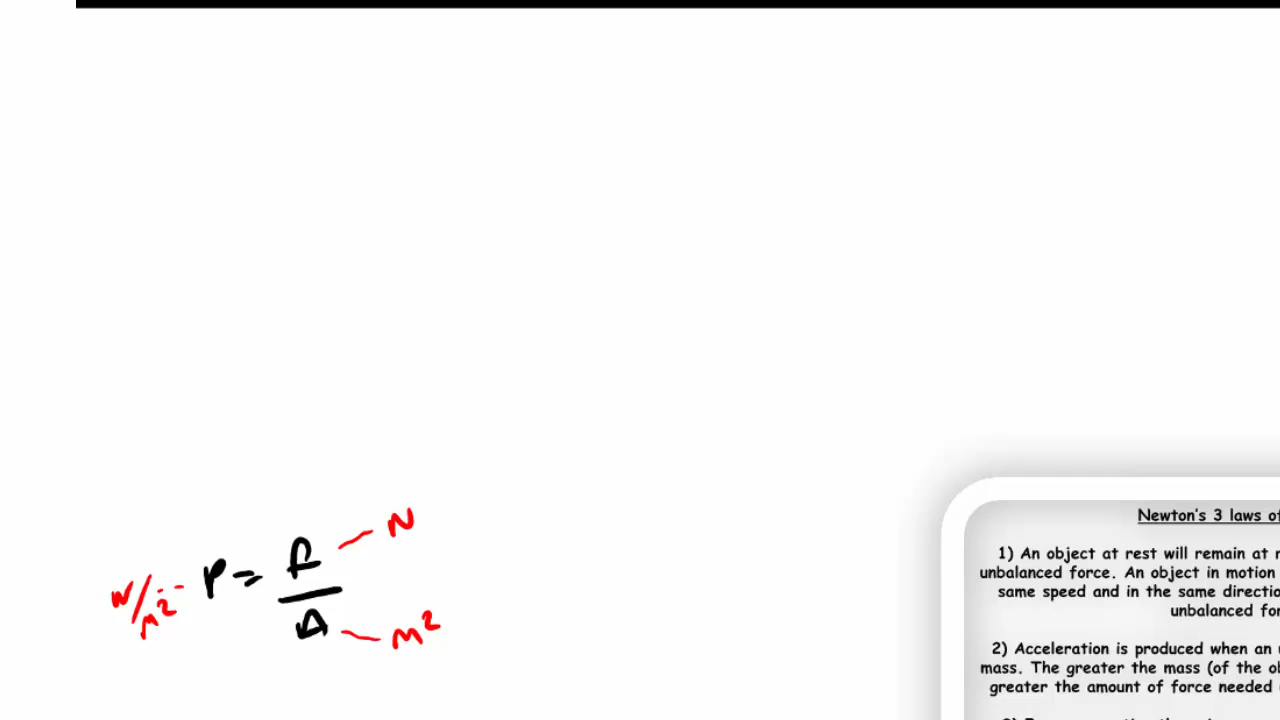 N
N/m² -- P = F
A
m²
Newton's 3 laws of
1) An object at rest will remain at
unbalanced force. An object in motion
same speed and in the same
unbalanced
2) Acceleration is produced when an
mass. The greater the mass (of the
greater the amount of force needed